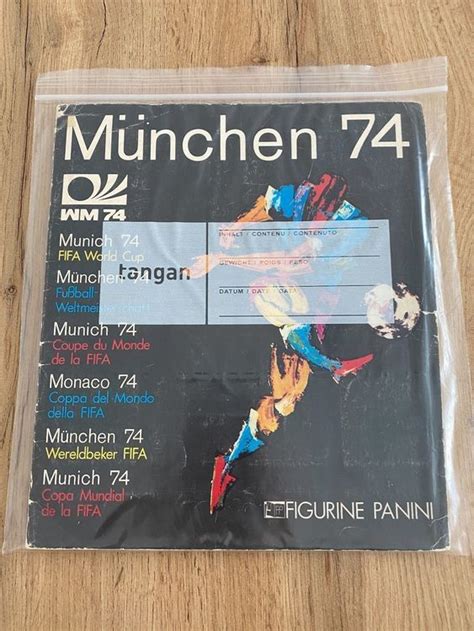 München 74
WM 74
Munich 74
FIFA World Cup
München 74
Fußball-
Weltmeisterschaft
Munich 74
Coupe du Monde
de la FIFA
Monaco 74
Coppa del Mondo
della FIFA
München 74
Wereldbeker FIFA
Munich 74
Copa Mundial
de la FIFA
tangan
INHALT / CONTENU / CONTENUTO
GEWICHT / POIDS / PESO
DATUM / DATE / DATA
FIGURINE PANINI